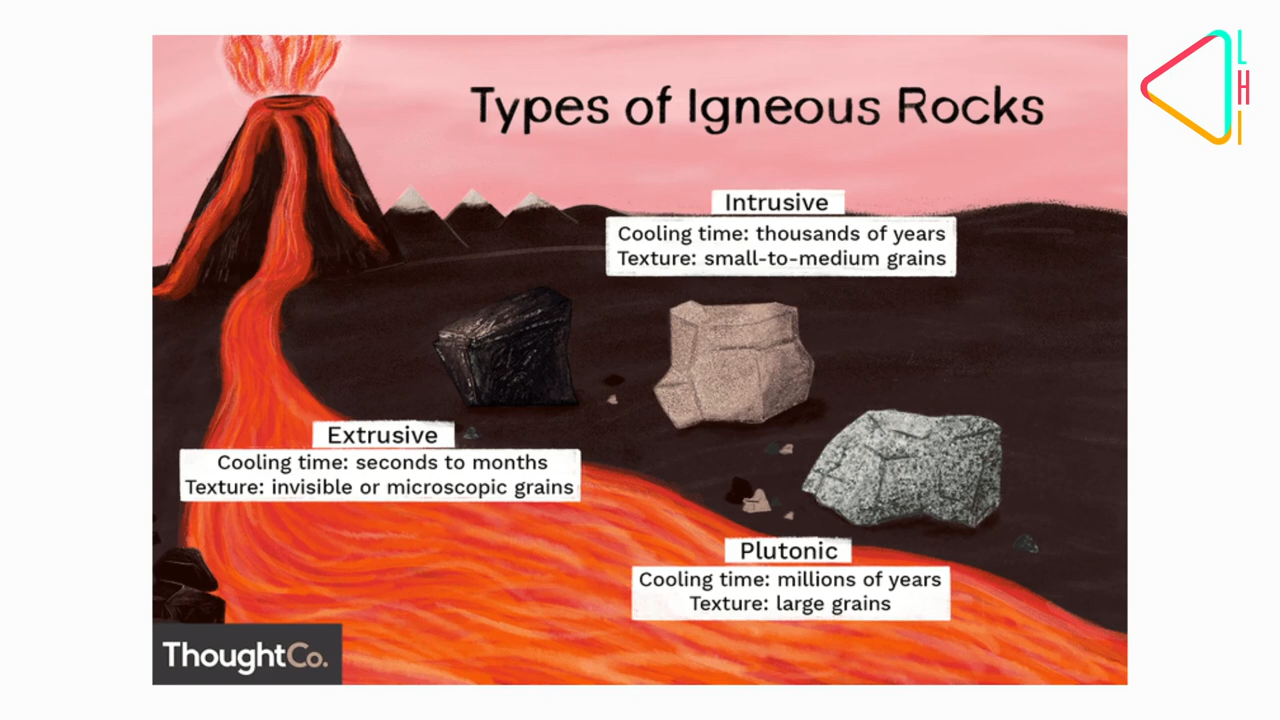 Types of Igneous Rocks
Intrusive
Cooling time: thousands of years
Texture: small-to-medium grains
Extrusive
Cooling time: seconds to months
Texture: invisible or microscopic grains
Plutonic
Cooling time: millions of years
Texture: large grains
ThoughtCo.
L
H
I